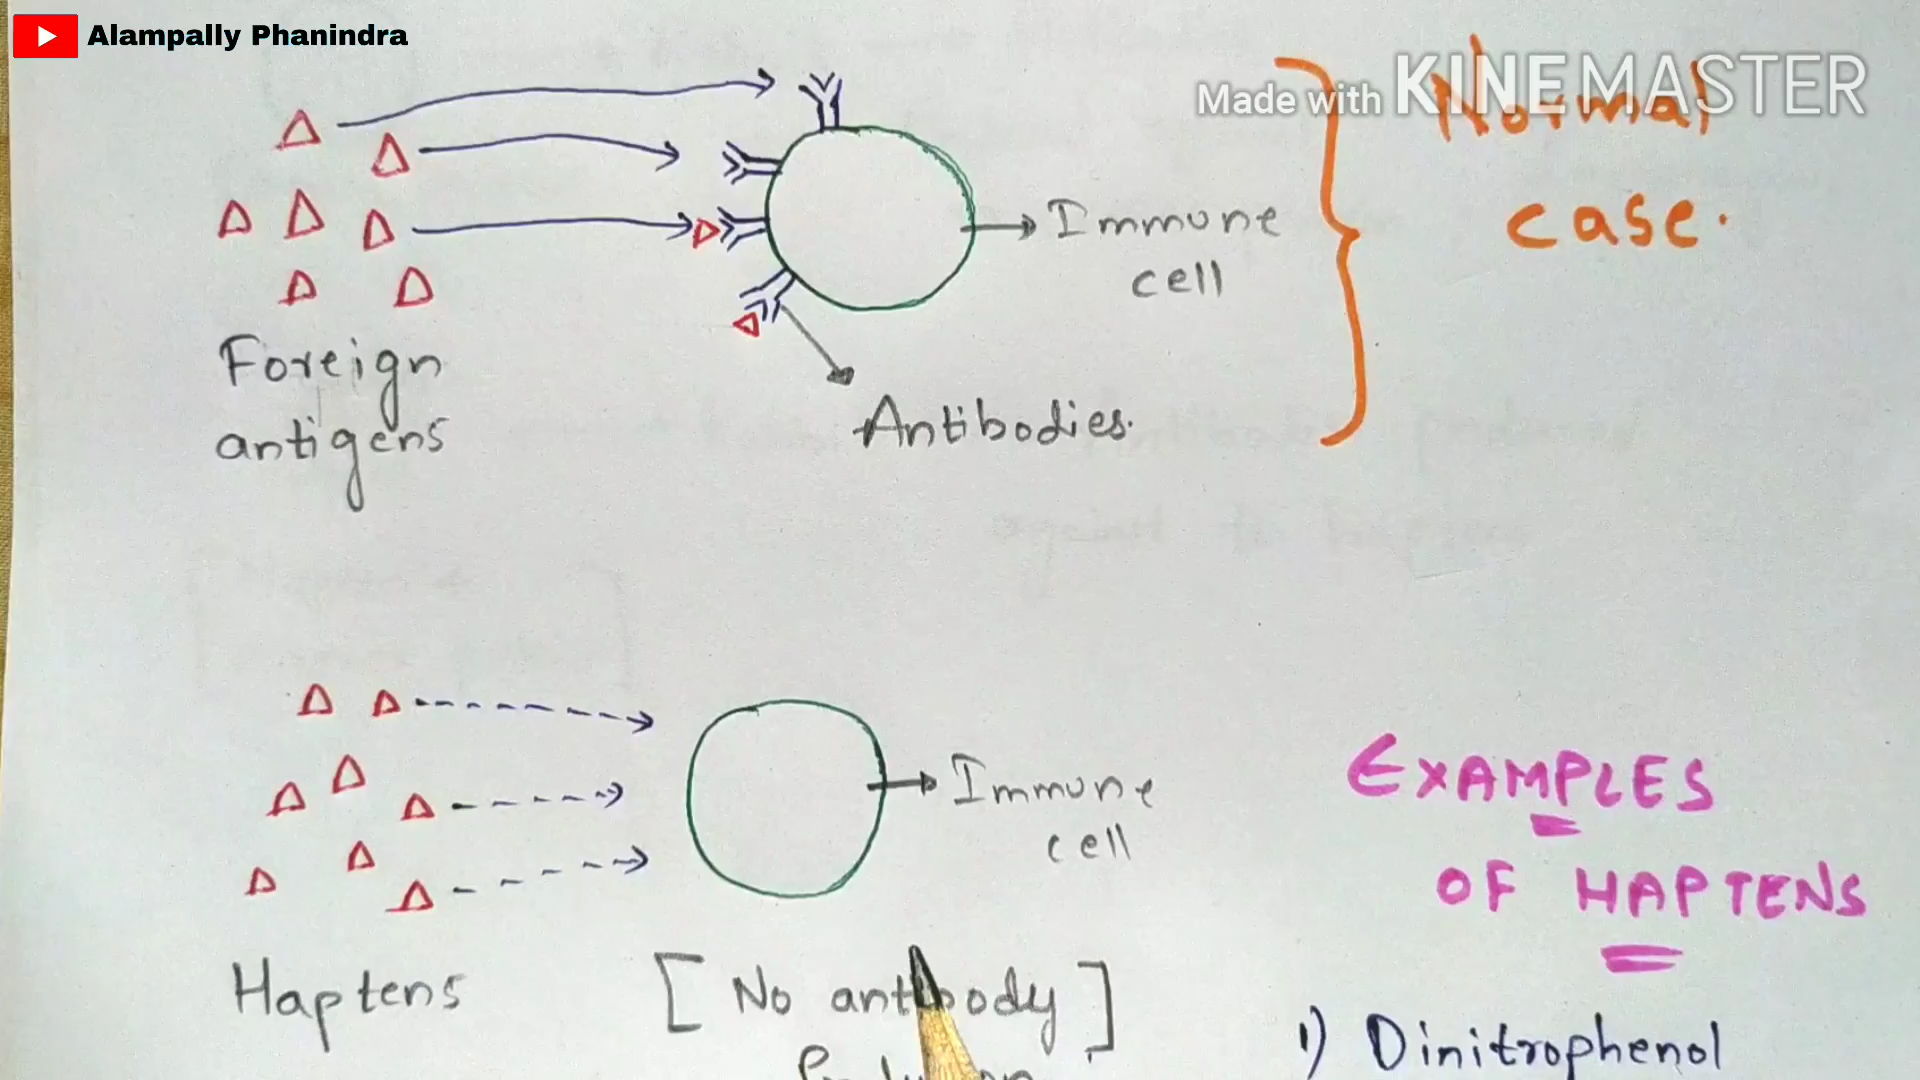 Alampally Phanindra
Made with KINEMASTER
Normal
case.
Immune
cell
Foreign
antigens
Antibodies.
Immune
cell
EXAMPLES
OF HAPTENS
Haptens
[ No antibody ]
1) Dinitrophenol